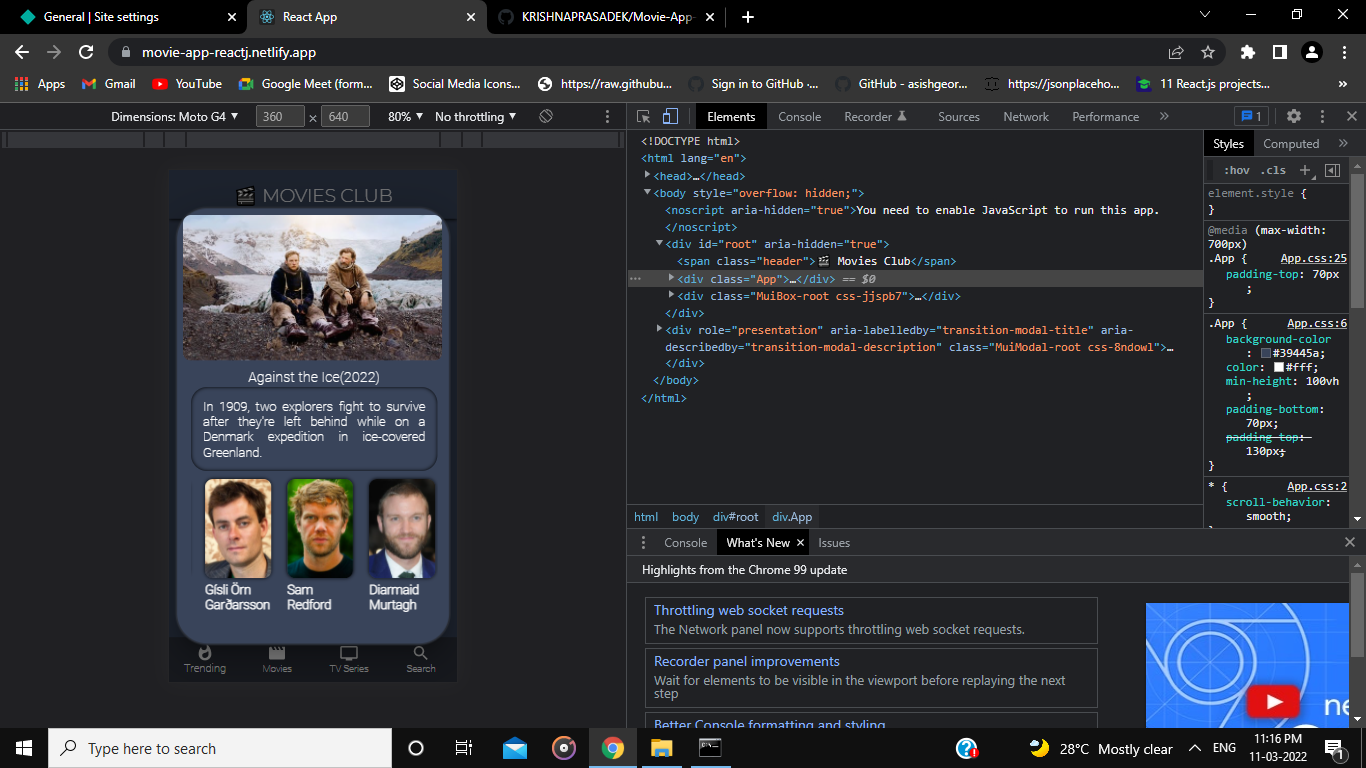 General | Site settings
React App
KRISHNAPRASADEK/Movie-App-
movie-app-reactj.netlify.app
Apps
Gmail
YouTube
Google Meet (form...
Social Media Icons...
https://raw.githubu...
Sign in to GitHub ·...
GitHub - asishgeor...
https://jsonplaceho...
11 React.js projects...
»
Dimensions: Moto G4 ▼
360 × 640
80% ▼
No throttling ▼
🎬 MOVIES CLUB
Against the Ice(2022)
In 1909, two explorers fight to survive
after they're left behind while on a
Denmark expedition in ice-covered
Greenland.
Gísli Örn
Garðarsson
Sam
Redford
Diarmaid
Murtagh
Trending
Movies
TV Series
Search
Elements
Console
Recorder
Sources
Network
Performance
»
1
<!DOCTYPE html>
<html lang="en">
<head>…</head>
<body style="overflow: hidden;">
<noscript aria-hidden="true">You need to enable JavaScript to run this app.
</noscript>
<div id="root" aria-hidden="true">
<span class="header">🎬 Movies Club</span>
<div class="App">…</div> == $0
<div class="MuiBox-root css-jjspb7">…</div>
</div>
<div role="presentation" aria-labelledby="transition-modal-title" aria-
describedby="transition-modal-description" class="MuiModal-root css-8ndowl">…
</div>
</body>
</html>
html
body
div#root
div.App
Styles
Computed
»
:hov
.cls
+
element.style {
}
@media (max-width:
700px)
.App { App.css:25
padding-top: 70px
;
}
.App { App.css:6
background-color
: #39445a;
color: #fff;
min-height: 100vh
;
padding-bottom:
70px;
padding-top:
130px;
}
* { App.css:2
scroll-behavior:
smooth;
Console
What's New ×
Issues
Highlights from the Chrome 99 update
Throttling web socket requests
The Network panel now supports throttling web socket requests.
Recorder panel improvements
Wait for elements to be visible in the viewport before replaying the next
step
Better Console formatting and styling
ne
Type here to search
28°C Mostly clear
ENG
11:16 PM
11-03-2022
1